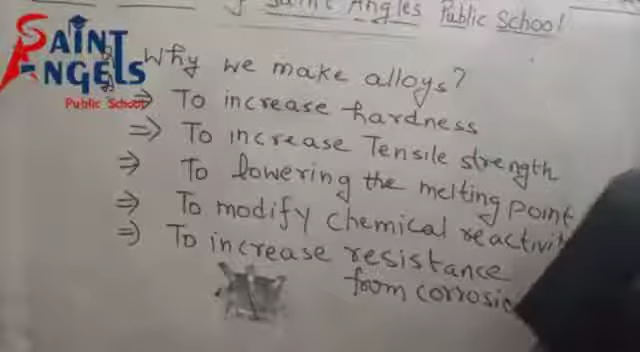 Saint Angles Public School
SAINT
ANGELS
Public School
Why we make alloys?
⇒ To increase hardness
⇒ To increase Tensile strength
⇒ To lowering the melting point
⇒ To modify chemical
⇒ To increase resistance
from